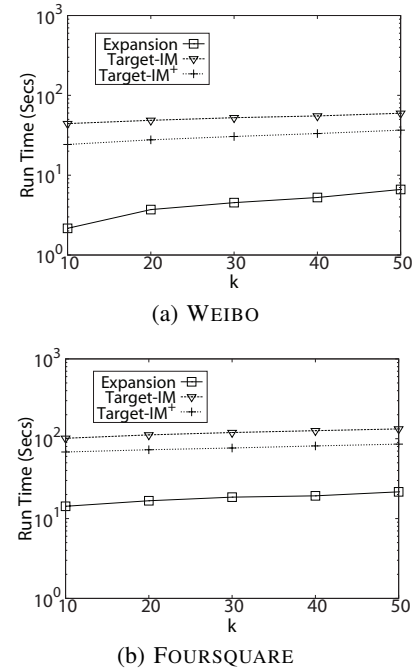 10³
Expansion
Target-IM
Target-IM⁺
10²
10¹
10⁰
Run Time (Secs)
10 20 30 40 50
k
(a) WEIBO
10³
Expansion
Target-IM
Target-IM⁺
10²
10¹
10⁰
Run Time (Secs)
10 20 30 40 50
k
(b) FOURSQUARE